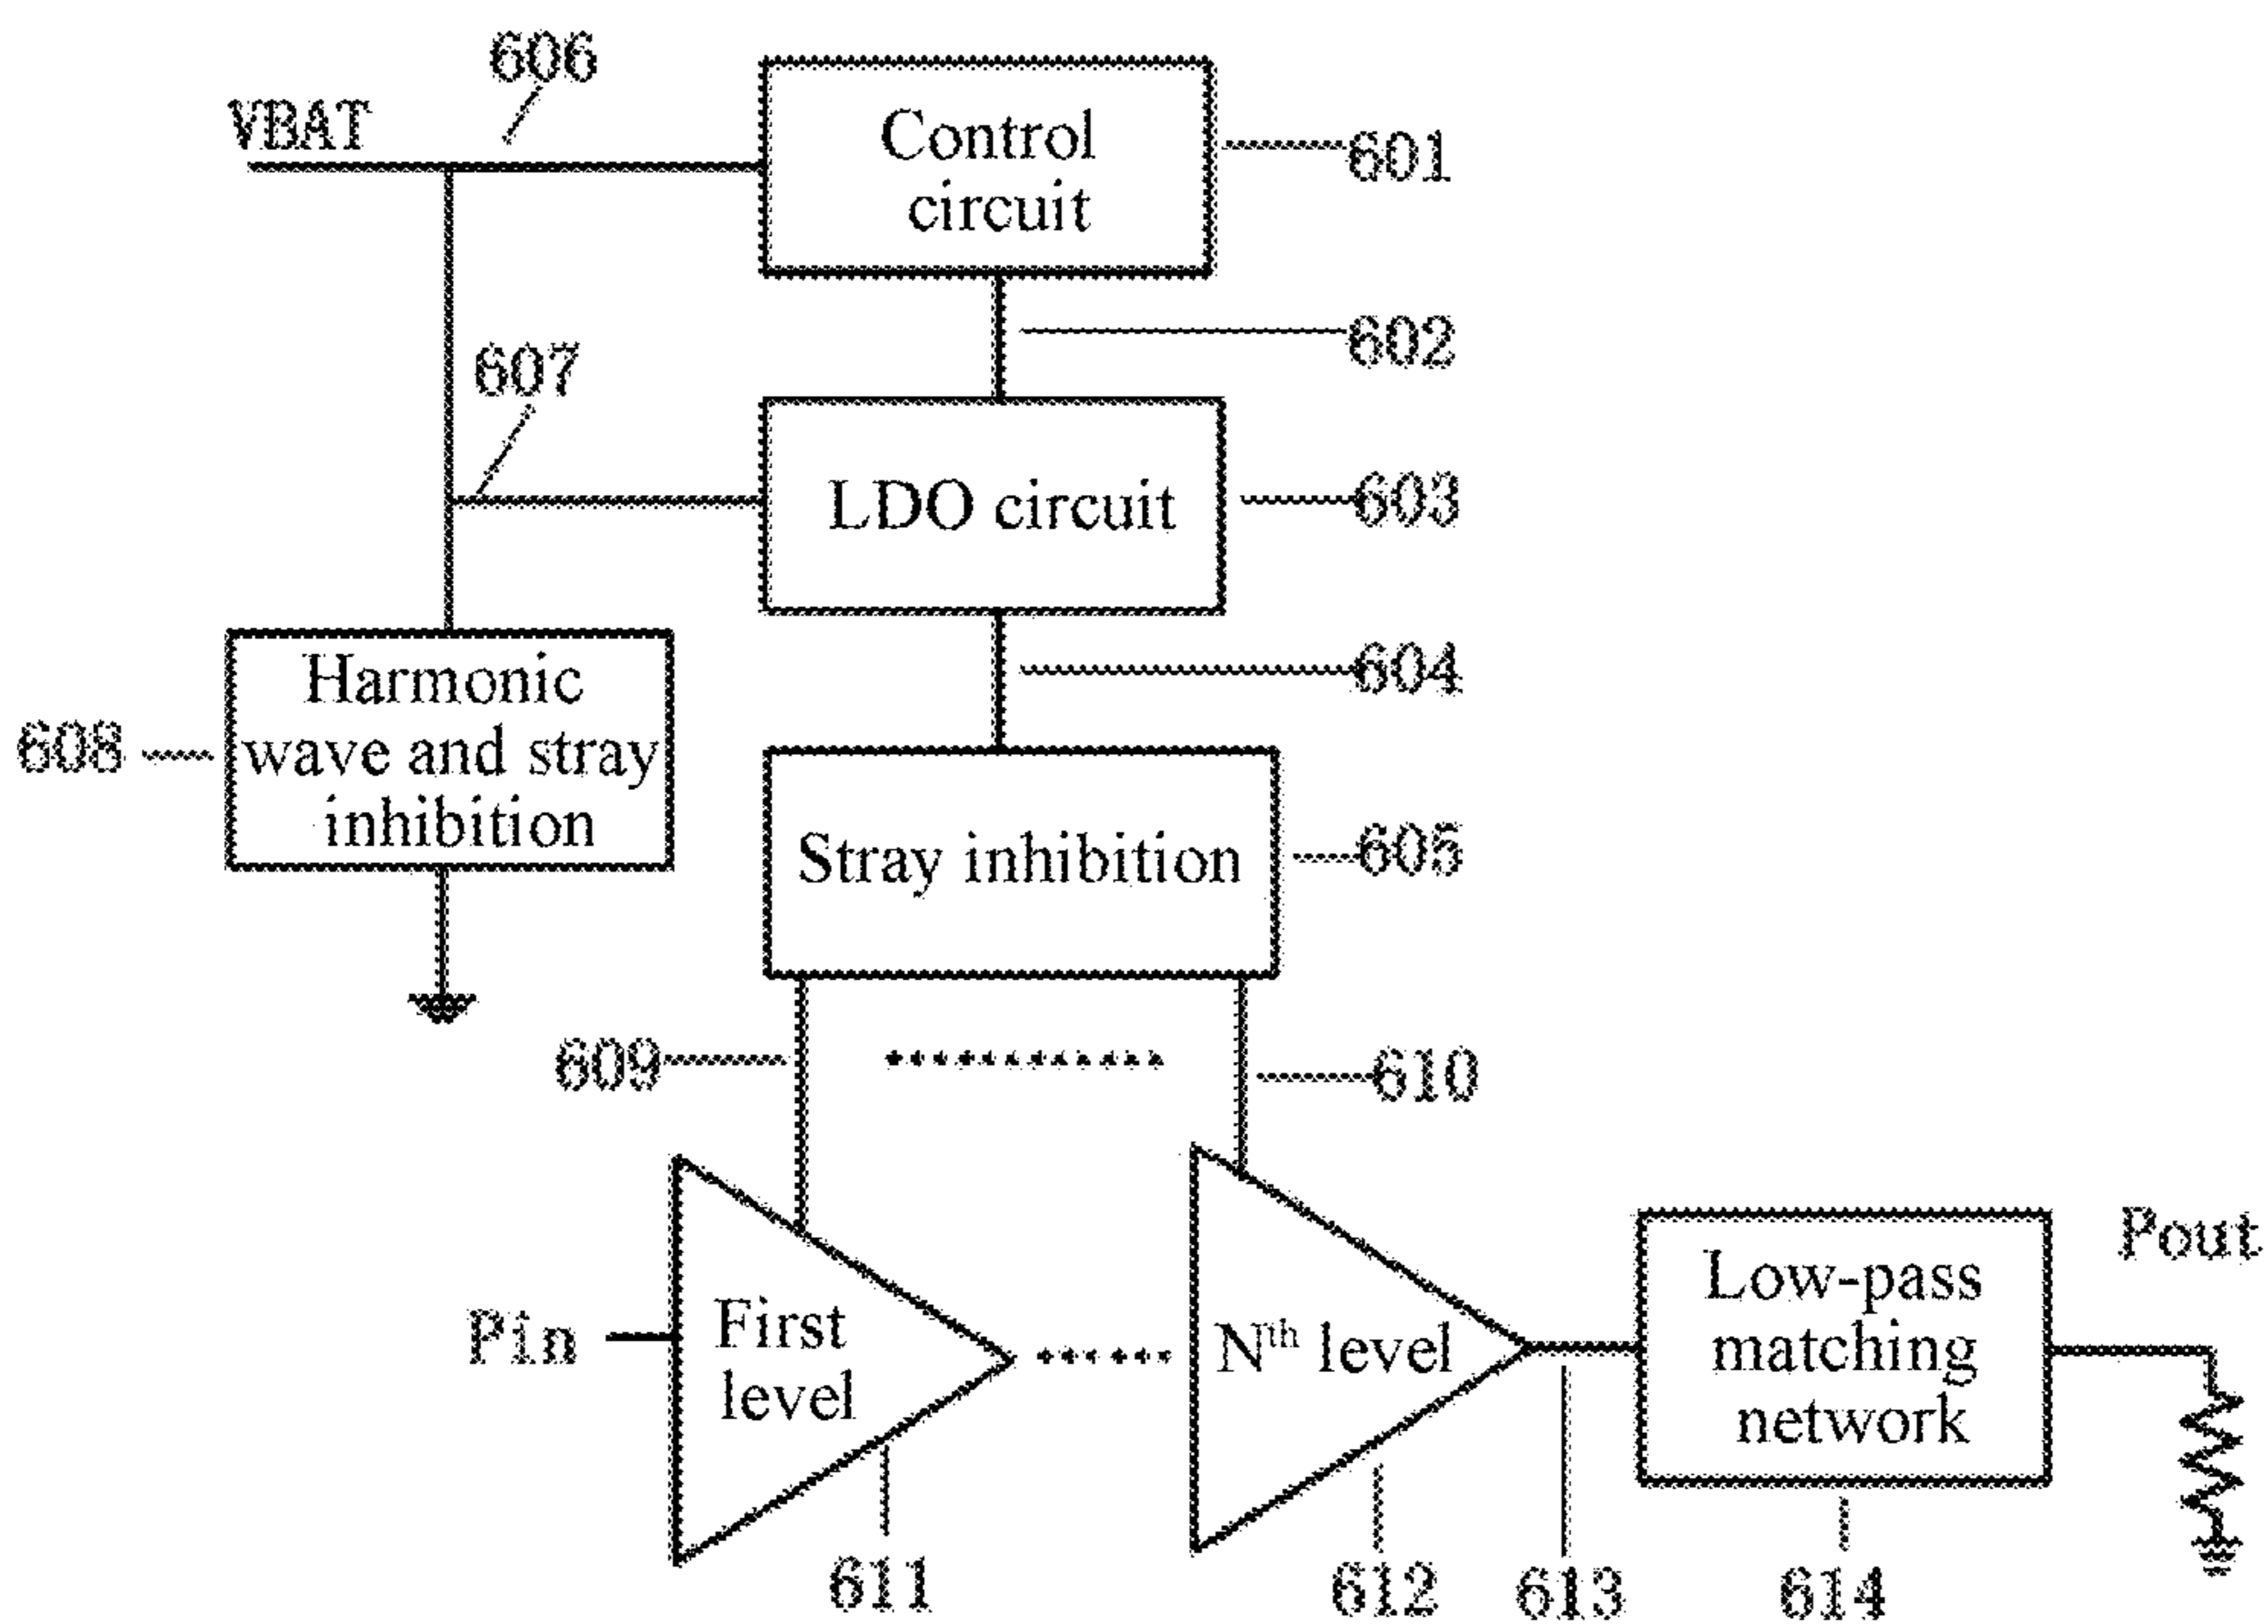 606
VBAT
Control
circuit
601
602
607
LDO circuit
603
604
Harmonic
wave and stray
inhibition
608
Stray inhibition
605
609
610
Pin
First
level
Nth level
Low-pass
matching
network
Pout
611
612
613
614